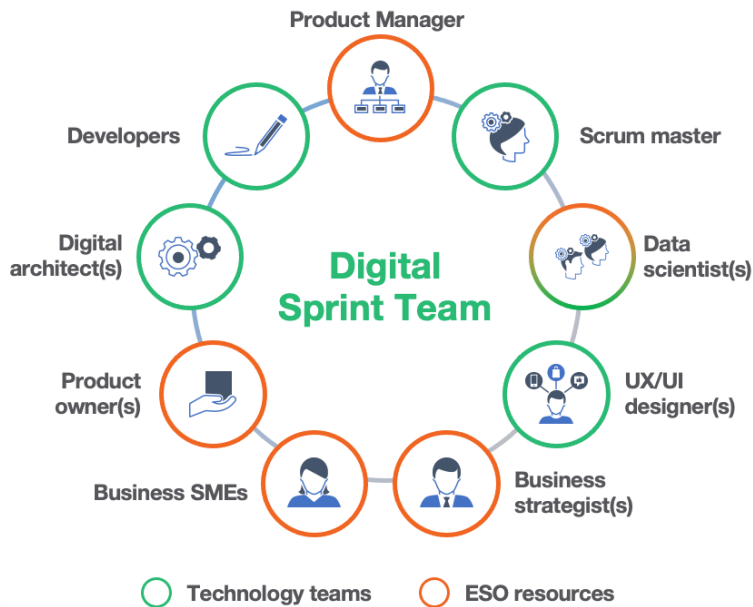 Product Manager
Developers
Scrum master
Digital
architect(s)
Data
scientist(s)
Digital
Sprint Team
Product
owner(s)
UX/UI
designer(s)
Business SMEs
Business
strategist(s)
Technology teams
ESO resources